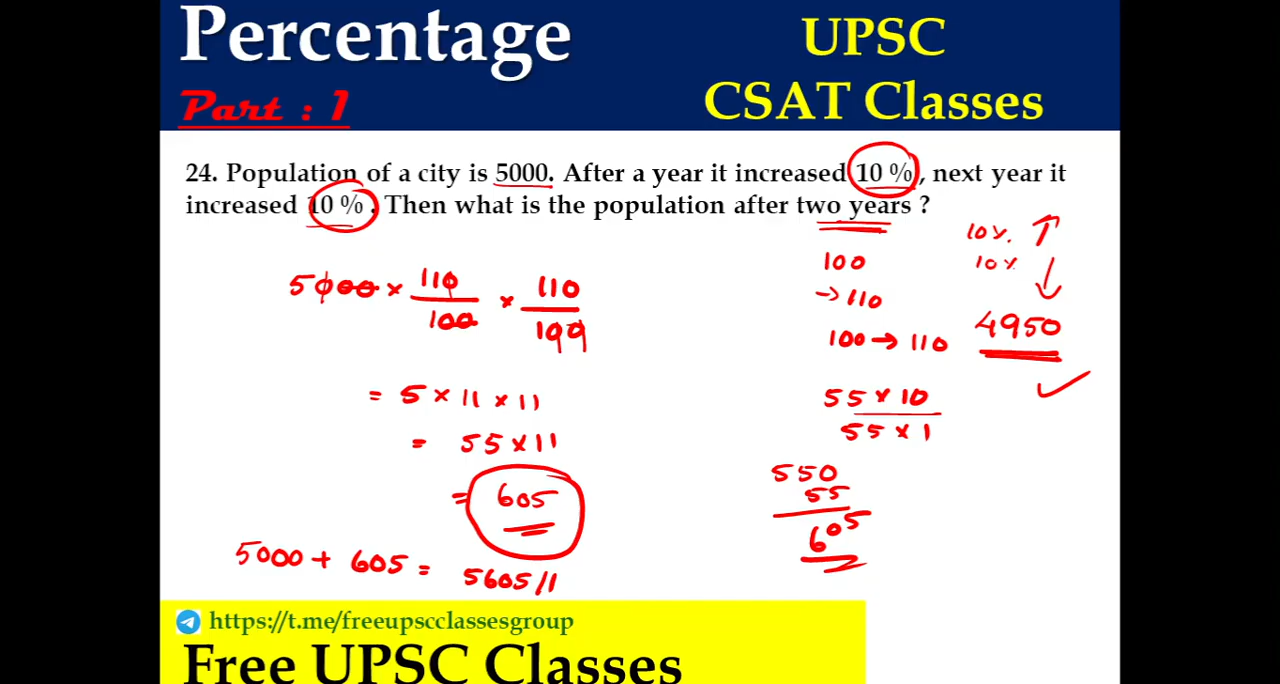 Percentage
UPSC
Part : 1
CSAT Classes
24. Population of a city is 5000. After a year it increased 10 %, next year it
increased 10 % . Then what is the population after two years ?
10%. ↑
10% ↓
100
→ 110
100 → 110
4950
5000 × 110/100 × 110/100
= 5 × 11 × 11
= 55 × 11
= 605
5000 + 605 = 5605//
55 × 10
55 × 1
550
55
605
https://t.me/freeupscclassesgroup
Free UPSC Classes